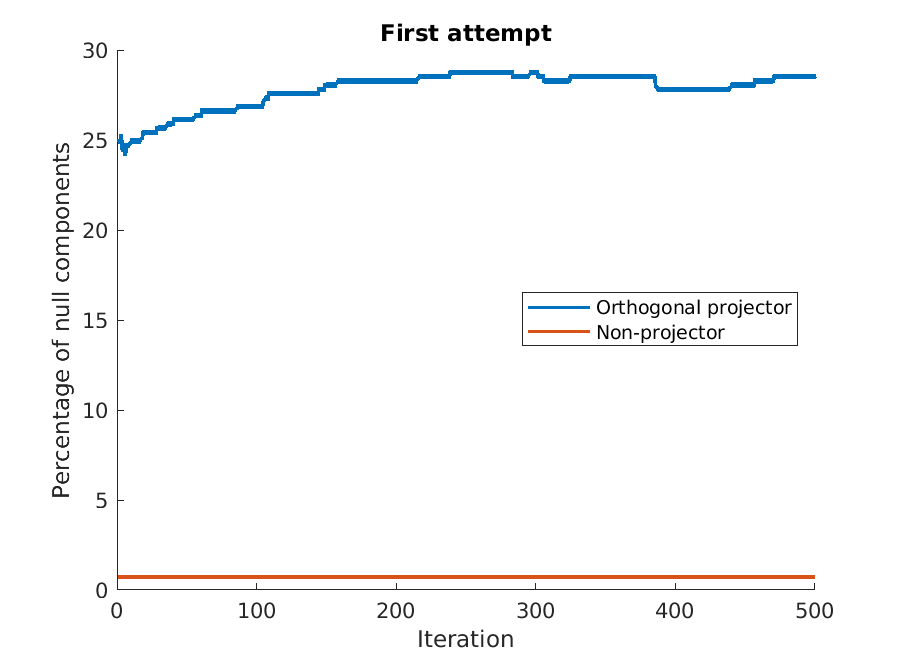 First attempt
30
25
20
15
10
5
0
Percentage of null components
Orthogonal projector
Non-projector
0 100 200 300 400 500
Iteration